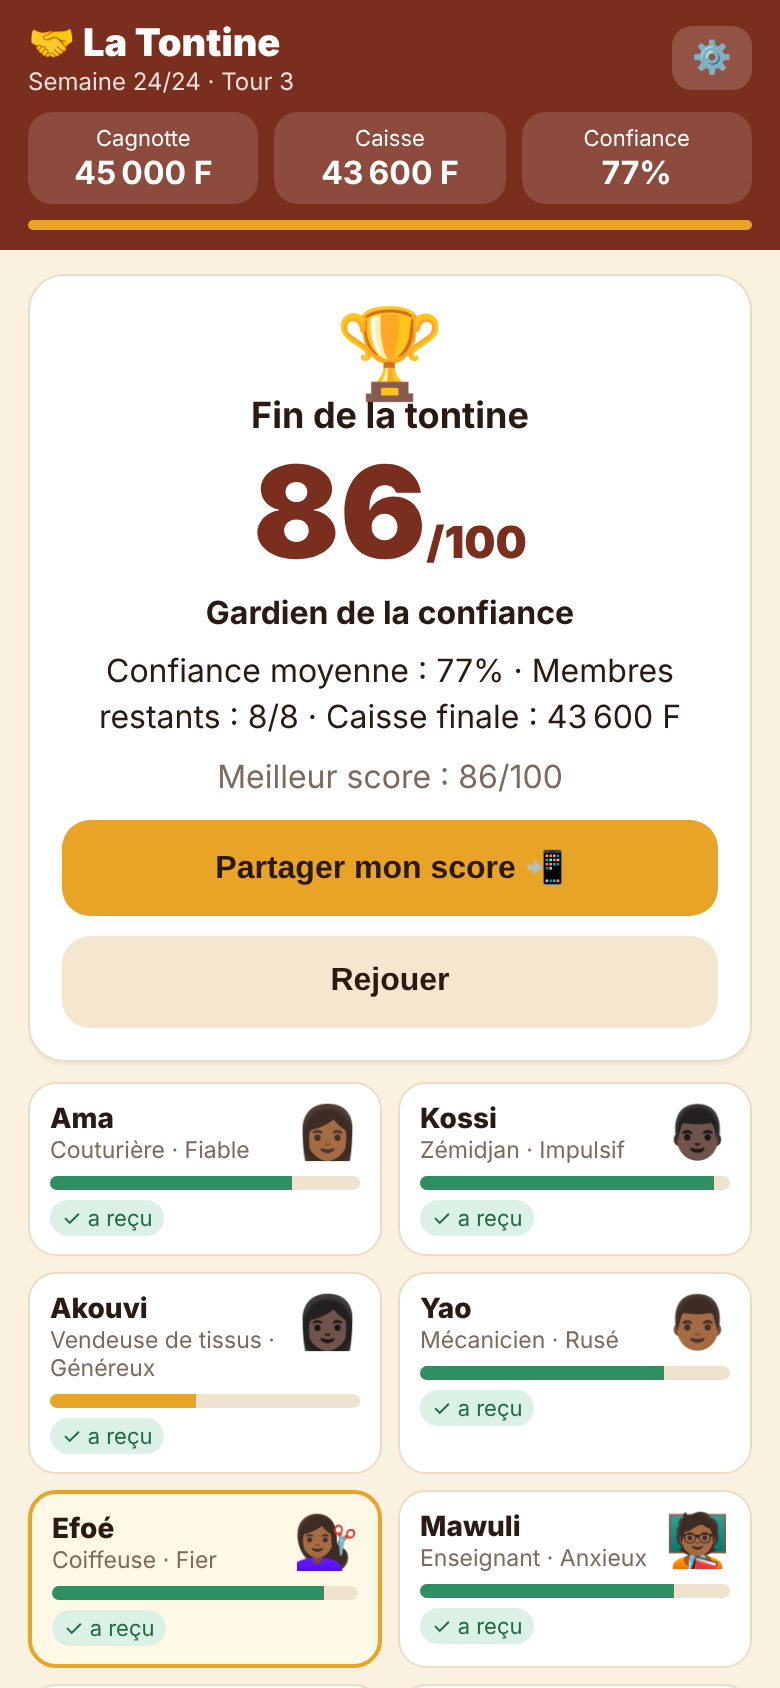 🤝 La Tontine
Semaine 24/24 · Tour 3
⚙️
Cagnotte
45 000 F
Caisse
43 600 F
Confiance
77%
Fin de la tontine
86/100
Gardien de la confiance
Confiance moyenne : 77% · Membres
restants : 8/8 · Caisse finale : 43 600 F
Meilleur score : 86/100
Partager mon score 📲
Rejouer
Ama
Couturière · Fiable
✓ a reçu
Kossi
Zémidjan · Impulsif
✓ a reçu
Akouvi
Vendeuse de tissus ·
Généreux
✓ a reçu
Yao
Mécanicien · Rusé
✓ a reçu
Efoé
Coiffeuse · Fier
✓ a reçu
Mawuli
Enseignant · Anxieux
✓ a reçu